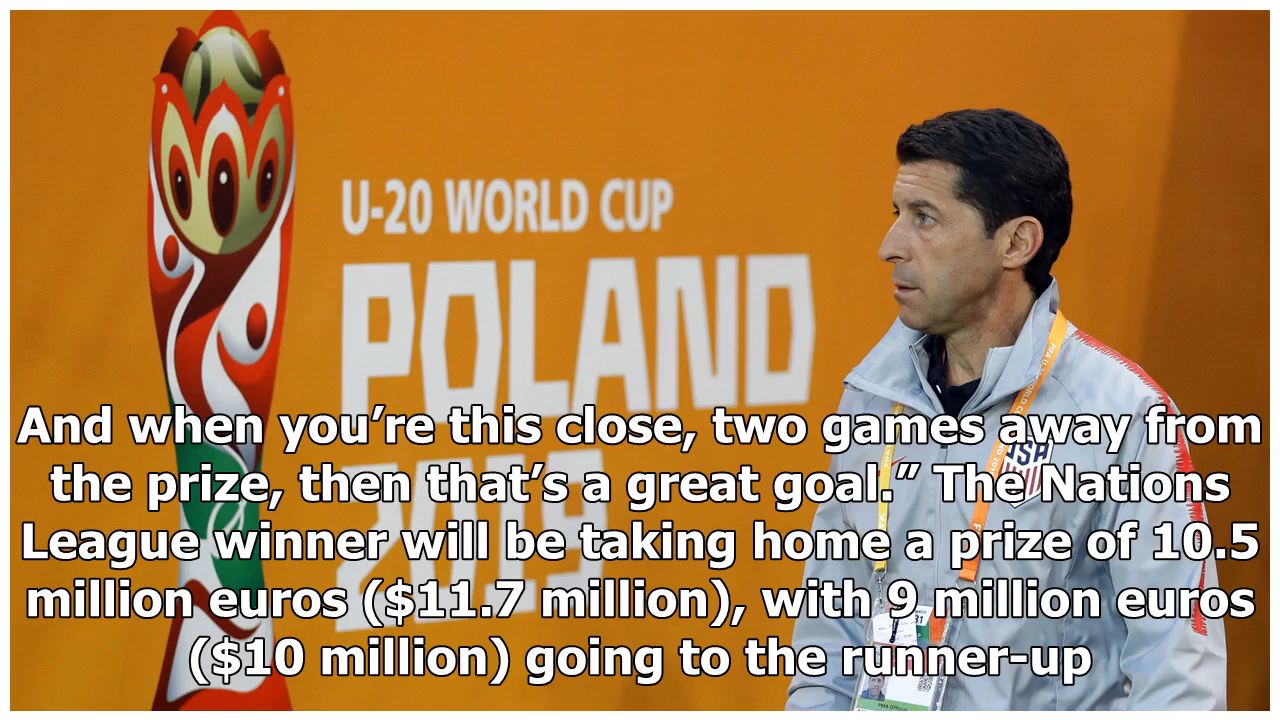 U-20 WORLD CUP
POLAND
2019
And when you’re this close, two games away from
the prize, then that’s a great goal.” The Nations
League winner will be taking home a prize of 10.5
million euros ($11.7 million), with 9 million euros
($10 million) going to the runner-up